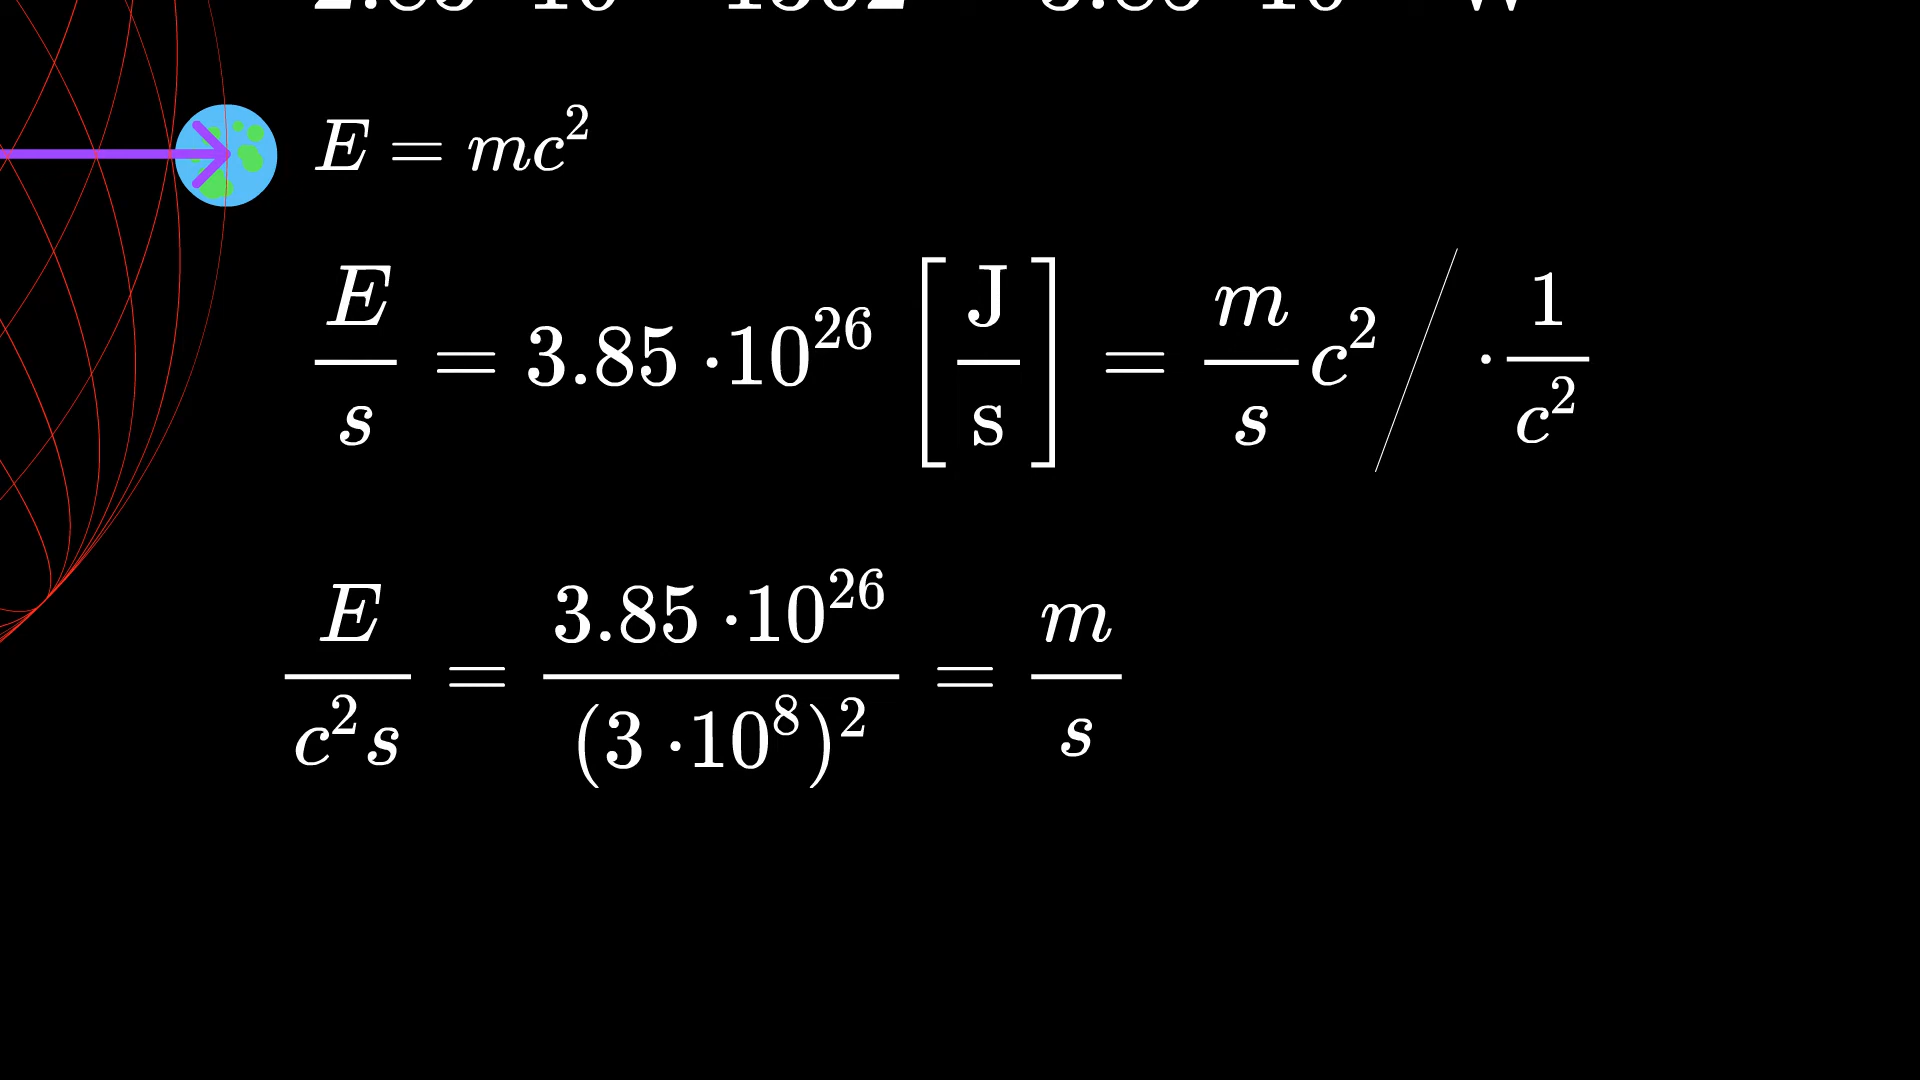 E = mc²
E/s = 3.85 · 10²⁶ [J/s] = m/s c² / · 1/c²
E/c²s = 3.85 · 10²⁶/(3 · 10⁸)² = m/s